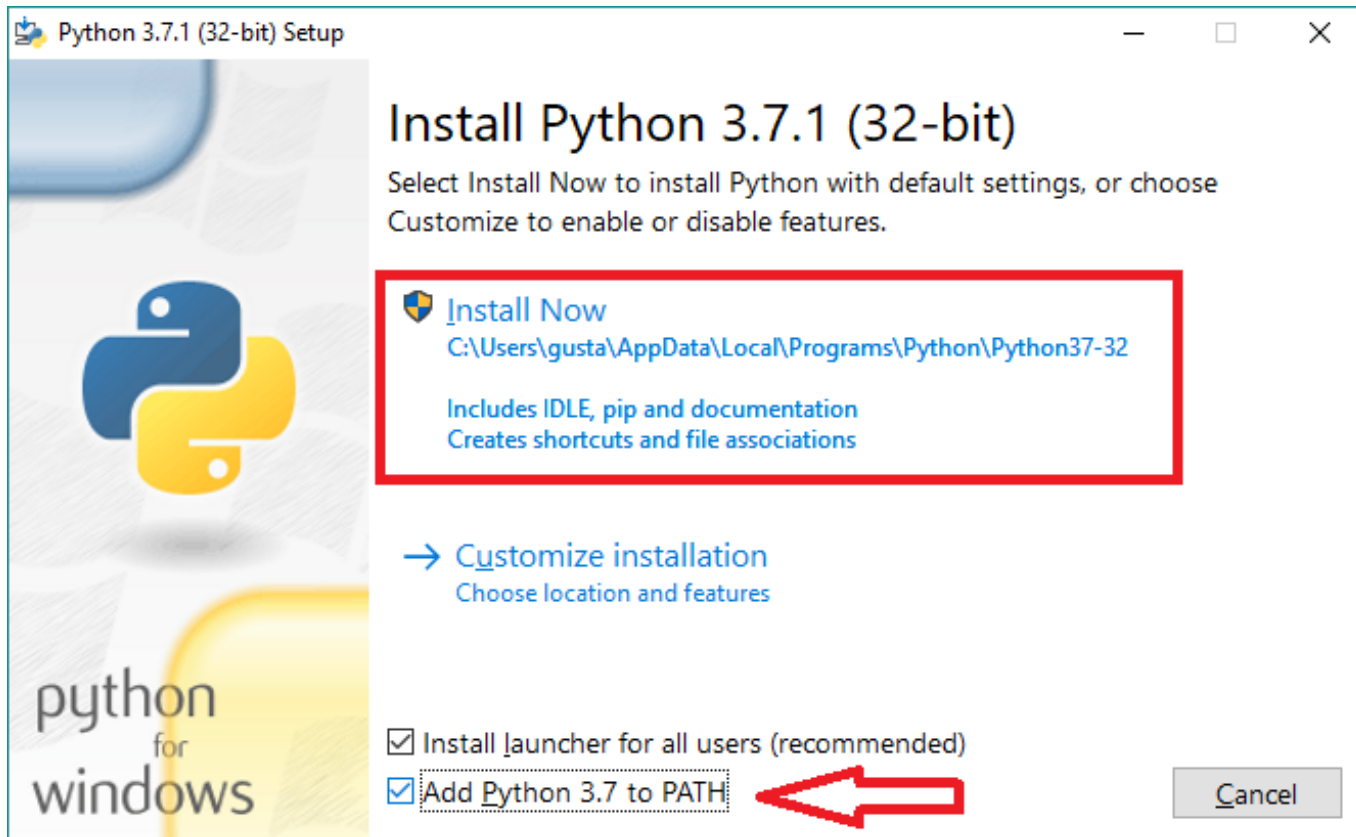 Python 3.7.1 (32-bit) Setup
Install Python 3.7.1 (32-bit)
Select Install Now to install Python with default settings, or choose
Customize to enable or disable features.
Install Now
C:\Users\gusta\AppData\Local\Programs\Python\Python37-32
Includes IDLE, pip and documentation
Creates shortcuts and file associations
Customize installation
Choose location and features
python
for
windows
Install launcher for all users (recommended)
Add Python 3.7 to PATH
Cancel